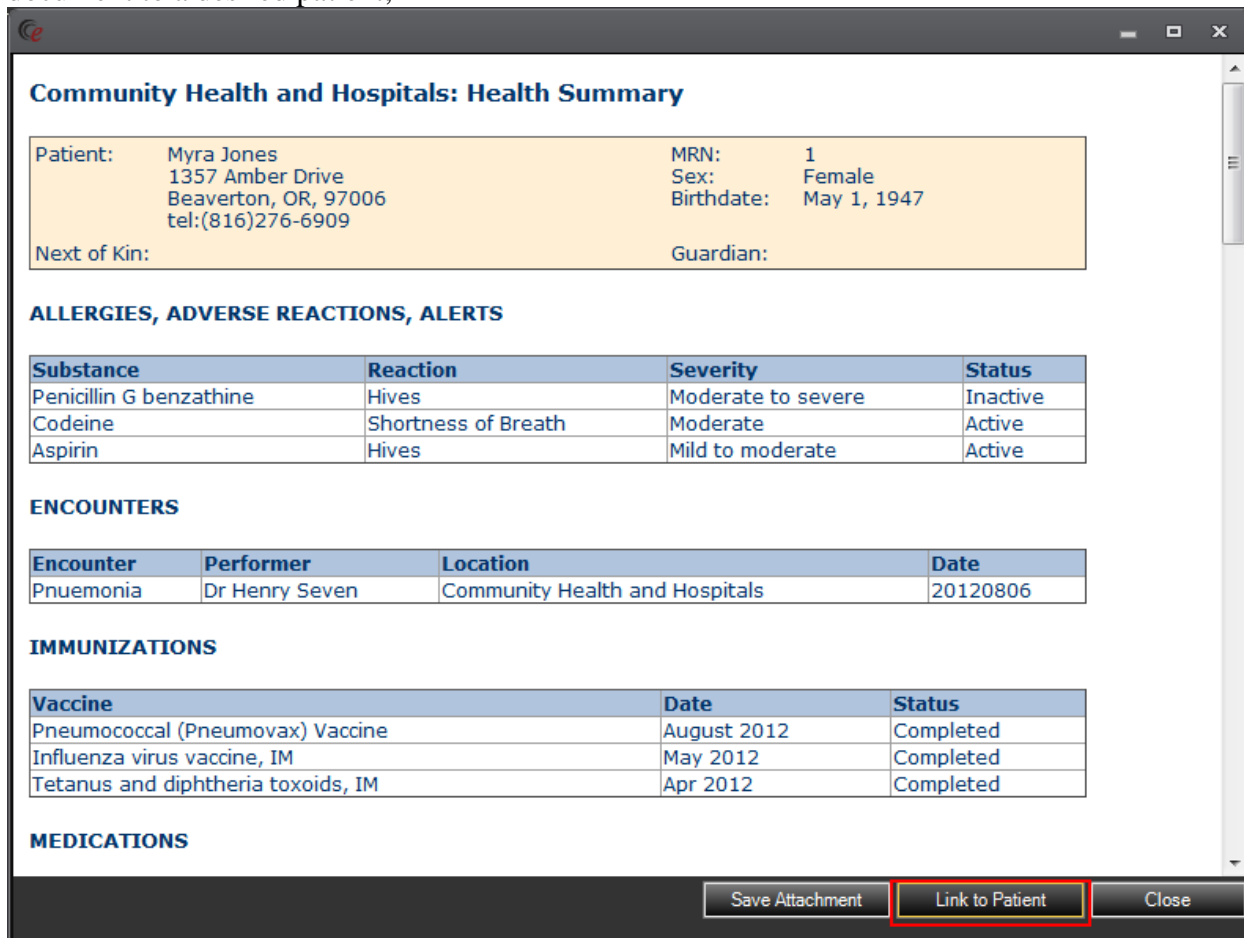 document to a desired patient,
Ce
Community Health and Hospitals: Health Summary
Patient: Myra Jones MRN: 1
1357 Amber Drive Sex: Female
Beaverton, OR, 97006 Birthdate: May 1, 1947
tel:(816)276-6909
Next of Kin: Guardian:
ALLERGIES, ADVERSE REACTIONS, ALERTS
Substance Reaction Severity Status
Penicillin G benzathine Hives Moderate to severe Inactive
Codeine Shortness of Breath Moderate Active
Aspirin Hives Mild to moderate Active
ENCOUNTERS
Encounter Performer Location Date
Pnuemonia Dr Henry Seven Community Health and Hospitals 20120806
IMMUNIZATIONS
Vaccine Date Status
Pneumococcal (Pneumovax) Vaccine August 2012 Completed
Influenza virus vaccine, IM May 2012 Completed
Tetanus and diphtheria toxoids, IM Apr 2012 Completed
MEDICATIONS
Save Attachment Link to Patient Close